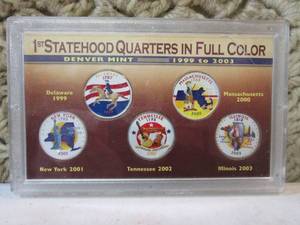 1ST STATEHOOD QUARTERS IN FULL COLOR
DENVER MINT 1999 TO 2003
Delaware
1999
Massachusetts
2000
New York 2001
Tennessee 2002
Illinois 2003